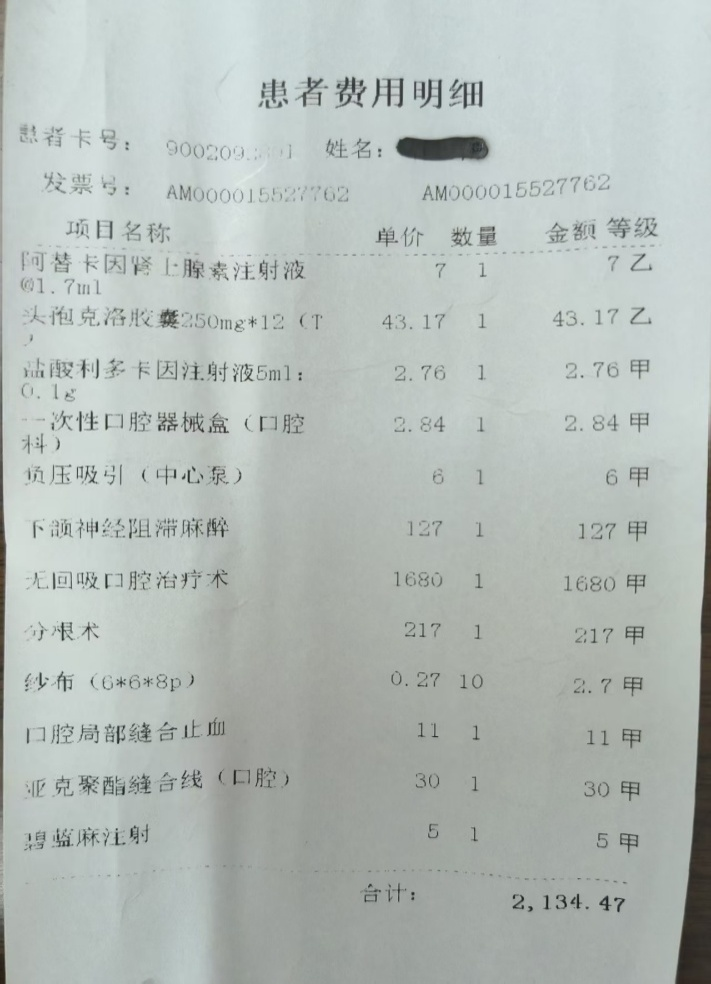 患者费用明细
患者卡号: 姓名:
发票号: AM000015527762 AM000015527762
项目名称 单价 数量 金额 等级
阿替卡因肾上腺素注射液 7 1 7 乙
@1.7ml
头孢克洛胶囊250mg*12（T 43.17 1 43.17 乙
）
盐酸利多卡因注射液5ml: 2.76 1 2.76 甲
0.1g
一次性口腔器械盒（口腔 2.84 1 2.84 甲
科）
负压吸引（中心泵） 6 1 6 甲
下颌神经阻滞麻醉 127 1 127 甲
无回吸口腔治疗术 1680 1 1680 甲
分根术 217 1 217 甲
纱布（6*6*8p） 0.27 10 2.7 甲
口腔局部缝合止血 11 1 11 甲
亚克聚酯缝合线（口腔） 30 1 30 甲
碧蓝麻注射 5 1 5 甲
合计: 2,134.47